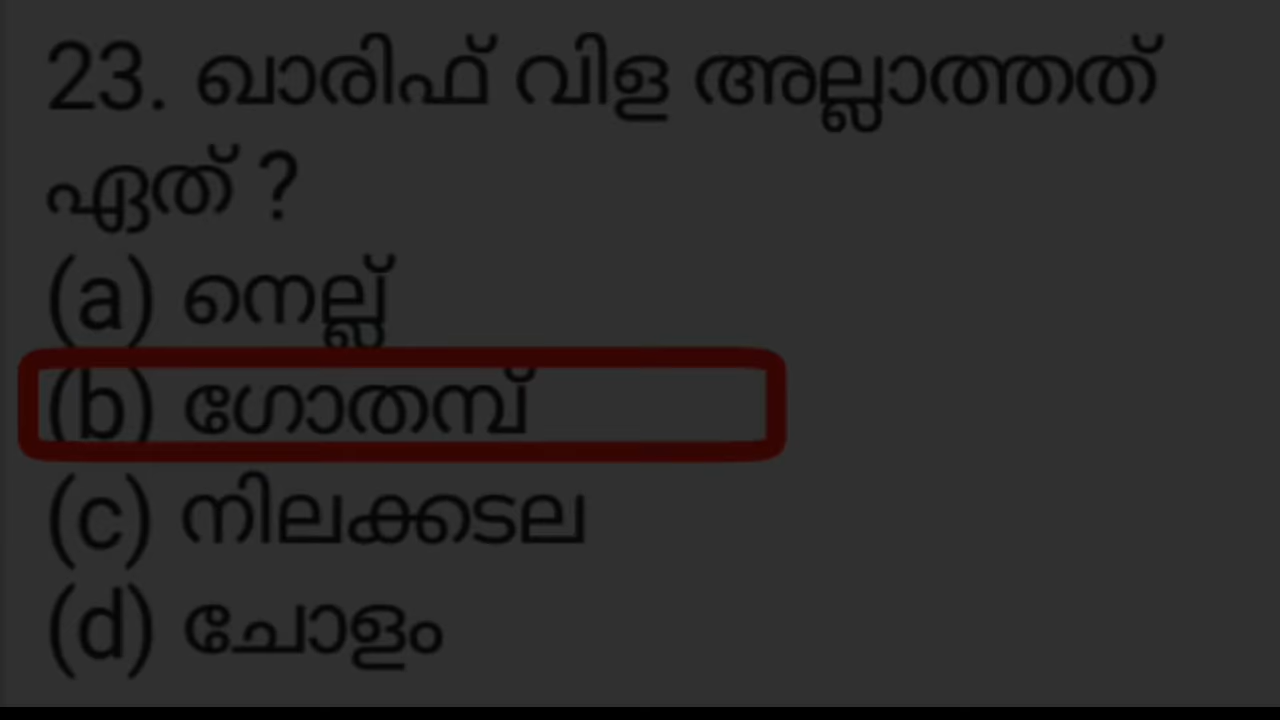 23. ഖാരിഫ് വിള അല്ലാത്തത്
ഏത് ?
(a) നെല്ല്
(b) ഗോതമ്പ്
(c) നിലക്കടല
(d) ചോളം